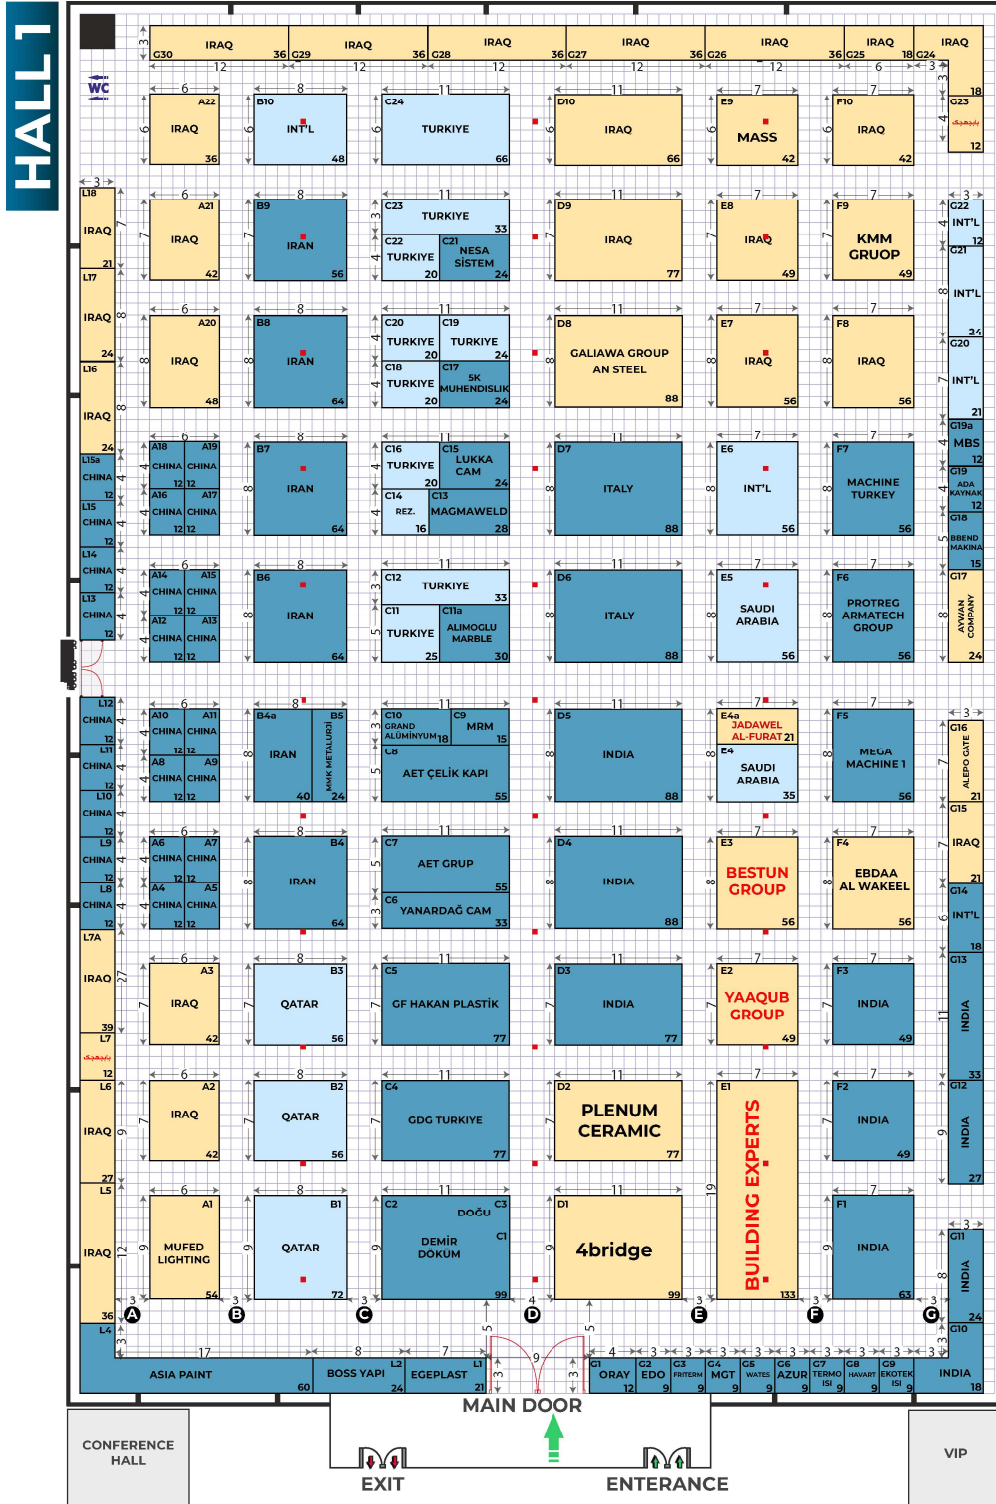 HALL 1
WC
G30 IRAQ 36
G29 IRAQ 36
G28 IRAQ 36
G27 IRAQ 36
G26 IRAQ 36
G25 IRAQ 18
G24 IRAQ 18
3 12 12 12 12 12 6 3
G23 12
6 8 11 11 7 7
A22 IRAQ 36
B10 INT'L 48
C24 TURKIYE 66
D10 IRAQ 66
E9 MASS 42
F10 IRAQ 42
L18 IRAQ 21
A21 IRAQ 42
B9 IRAN 56
C23 TURKIYE 33
C22 TURKIYE 20
C21 NESA SİSTEM 24
D9 IRAQ 77
E8 IRAQ 49
F9 KMM GRUOP 49
G22 INT'L 12
G21 INT'L 24
L17 IRAQ 24
A20 IRAQ 48
B8 IRAN 64
C20 TURKIYE 20
C19 TURKIYE 24
C18 TURKIYE 20
C17 5K MUHENDISLIK 24
D8 GALIAWA GROUP AN STEEL 88
E7 IRAQ 56
F8 IRAQ 56
G20 INT'L 21
L16 IRAQ 24
L15a CHINA 12
L15 CHINA 12
A18 CHINA 12
A19 CHINA 12
A16 CHINA 12
A17 CHINA 12
B7 IRAN 64
C16 TURKIYE 20
C15 LUKKA CAM 24
C14 REZ. 16
C13 MAGMAWELD 28
D7 ITALY 88
E6 INT'L 56
F7 MACHINE TURKEY 56
G19a MBS 12
G19 ADA KAYNAK 12
G18 BBEND MAKINA 15
L14 CHINA 12
L13 CHINA 12
A14 CHINA 12
A15 CHINA 12
A12 CHINA 12
A13 CHINA 12
B6 IRAN 64
C12 TURKIYE 33
C11 TURKIYE 25
C11a ALIMOGLU MARBLE 30
D6 ITALY 88
E5 SAUDI ARABIA 56
F6 PROTREG ARMATECH GROUP 56
G17 AYWAN COMPANY 24
L12 CHINA 12
L11 CHINA 12
L10 CHINA 12
A10 CHINA 12
A11 CHINA 12
A8 CHINA 12
A9 CHINA 12
B4a IRAN 40
B5 MMK METALURJİ 24
C10 GRAND ALÜMİNYUM 18
C9 MRM 15
C8 AET ÇELİK KAPI 55
D5 INDIA 88
E4a JADAWEL AL-FURAT 21
E4 SAUDI ARABIA 35
F5 MEGA MACHINE 1 56
G16 ALEPO GATE 21
G15 IRAQ 21
L9 CHINA 12
L8 CHINA 12
A6 CHINA 12
A7 CHINA 12
A4 CHINA 12
A5 CHINA 12
B4 IRAN 64
C7 AET GRUP 55
C6 YANARDAĞ CAM 33
D4 INDIA 88
E3 BESTUN GROUP 56
F4 EBDAA AL WAKEEL 56
G14 INT'L 18
L7A IRAQ 39
L7 12
A3 IRAQ 42
B3 QATAR 56
C5 GF HAKAN PLASTİK 77
D3 INDIA 77
E2 YAAQUB GROUP 49
F3 INDIA 49
G13 INDIA 33
L6 IRAQ 27
A2 IRAQ 42
B2 QATAR 56
C4 GDG TURKIYE 77
D2 PLENUM CERAMIC 77
E1 BUILDING EXPERTS 133
F2 INDIA 49
G12 INDIA 27
L5 IRAQ 36
A1 MUFED LIGHTING 54
B1 QATAR 72
C2 C3 DOĞU
DEMİR DÖKÜM C1 99
D1 4bridge 99
F1 INDIA 63
G11 INDIA 24
A B C D E F G
L4 ASIA PAINT 60
BOSS YAPI L2 24
EGEPLAST L1 21
G1 ORAY 12
G2 EDO 9
G3 FRITERM 9
G4 MGT 9
G5 WATES 9
G6 AZUR 9
G7 TERMO ISI 9
G8 HAVART 9
G9 EKOTEK ISI 9
G10 INDIA 18
MAIN DOOR
CONFERENCE HALL
EXIT
ENTERANCE
VIP